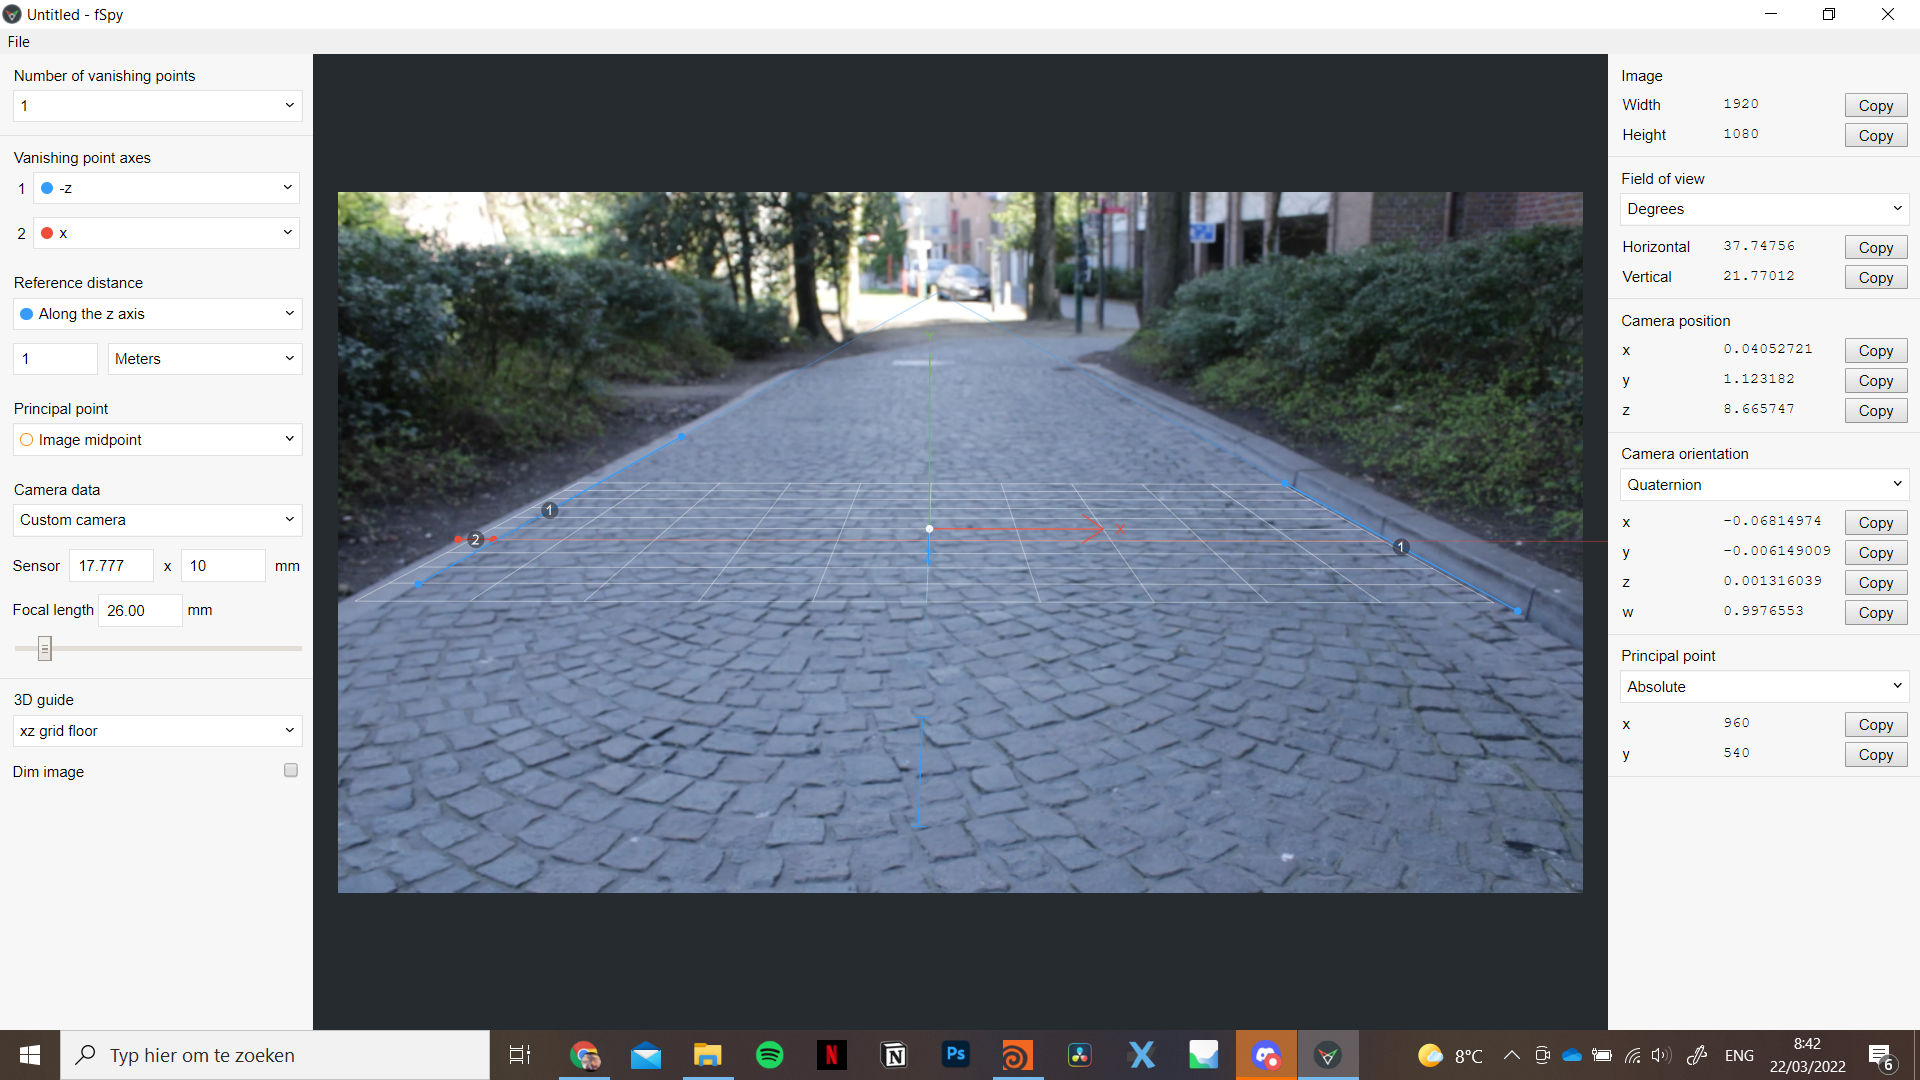 Untitled - fSpy
File
Number of vanishing points
1
Vanishing point axes
1 -z
2 x
Reference distance
Along the z axis
1 Meters
Principal point
Image midpoint
Camera data
Custom camera
Sensor 17.777 x 10 mm
Focal length 26.00 mm
3D guide
xz grid floor
Dim image
1
2
1
x
Image
Width 1920 Copy
Height 1080 Copy
Field of view
Degrees
Horizontal 37.74756 Copy
Vertical 21.77012 Copy
Camera position
x 0.04052721 Copy
y 1.123182 Copy
z 8.665747 Copy
Camera orientation
Quaternion
x -0.06814974 Copy
y -0.006149009 Copy
z 0.001316039 Copy
w 0.9976553 Copy
Principal point
Absolute
x 960 Copy
y 540 Copy
Typ hier om te zoeken
N
N
Ps
X
8°C
ENG
8:42
22/03/2022
6